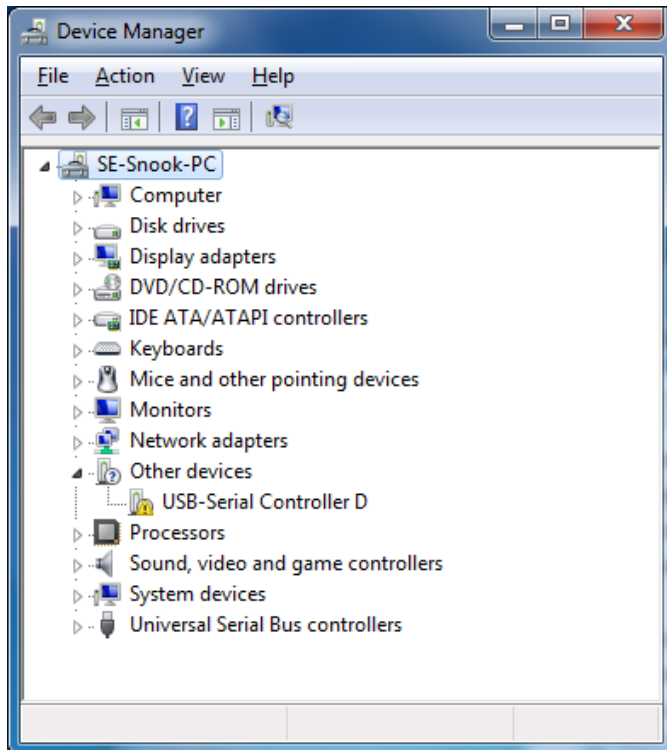 Device Manager
File Action View Help
SE-Snook-PC
Computer
Disk drives
Display adapters
DVD/CD-ROM drives
IDE ATA/ATAPI controllers
Keyboards
Mice and other pointing devices
Monitors
Network adapters
Other devices
USB-Serial Controller D
Processors
Sound, video and game controllers
System devices
Universal Serial Bus controllers